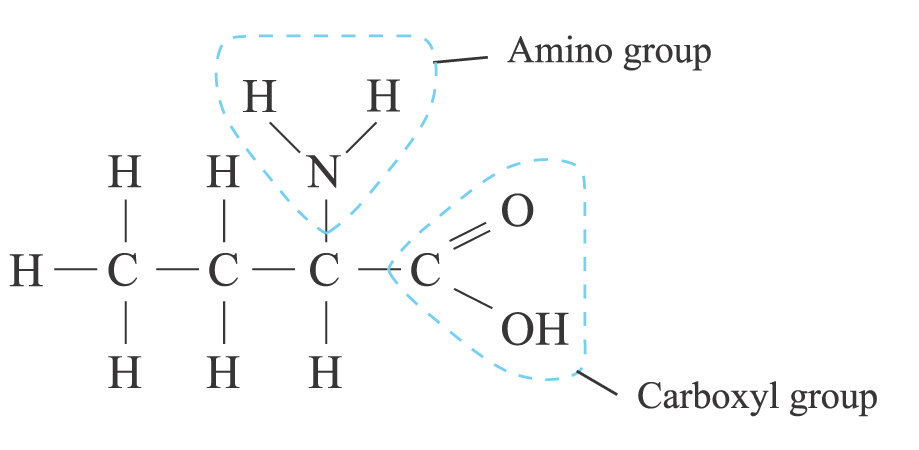 Amino group
H H
H H N
O
H C C C C
OH
H H H
Carboxyl group